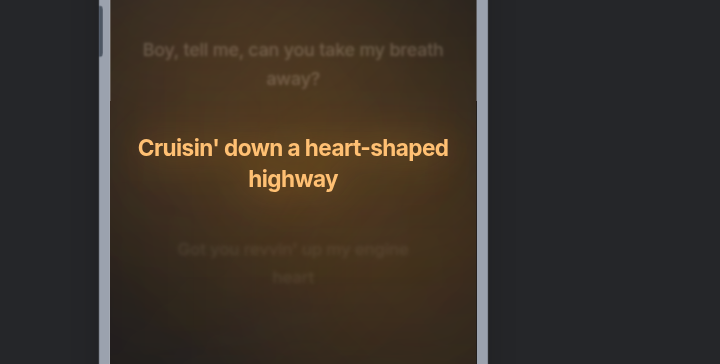 Boy, tell me, can you take my breath
away?
Cruisin' down a heart-shaped
highway
Got you revvin' up my engine
heart